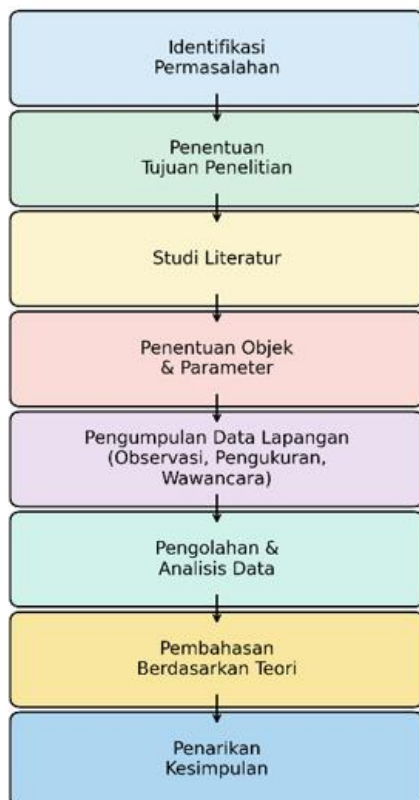 Identifikasi
Permasalahan
Penentuan
Tujuan Penelitian
Studi Literatur
Penentuan Objek
& Parameter
Pengumpulan Data Lapangan
(Observasi, Pengukuran,
Wawancara)
Pengolahan &
Analisis Data
Pembahasan
Berdasarkan Teori
Penarikan
Kesimpulan